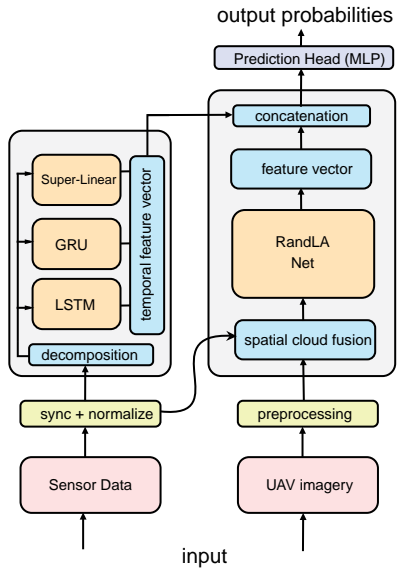 output probabilities
Prediction Head (MLP)
concatenation
feature vector
RandLA
Net
spatial cloud fusion
Super-Linear
GRU
LSTM
temporal feature vector
decomposition
sync + normalize
preprocessing
Sensor Data
UAV imagery
input